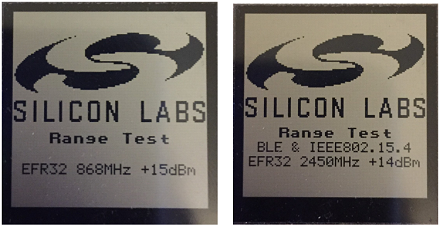 SILICON LABS
Range Test
EFR32 868MHz +15dBm
SILICON LABS
Range Test
BLE & IEEE802.15.4
EFR32 2450MHz +14dBm